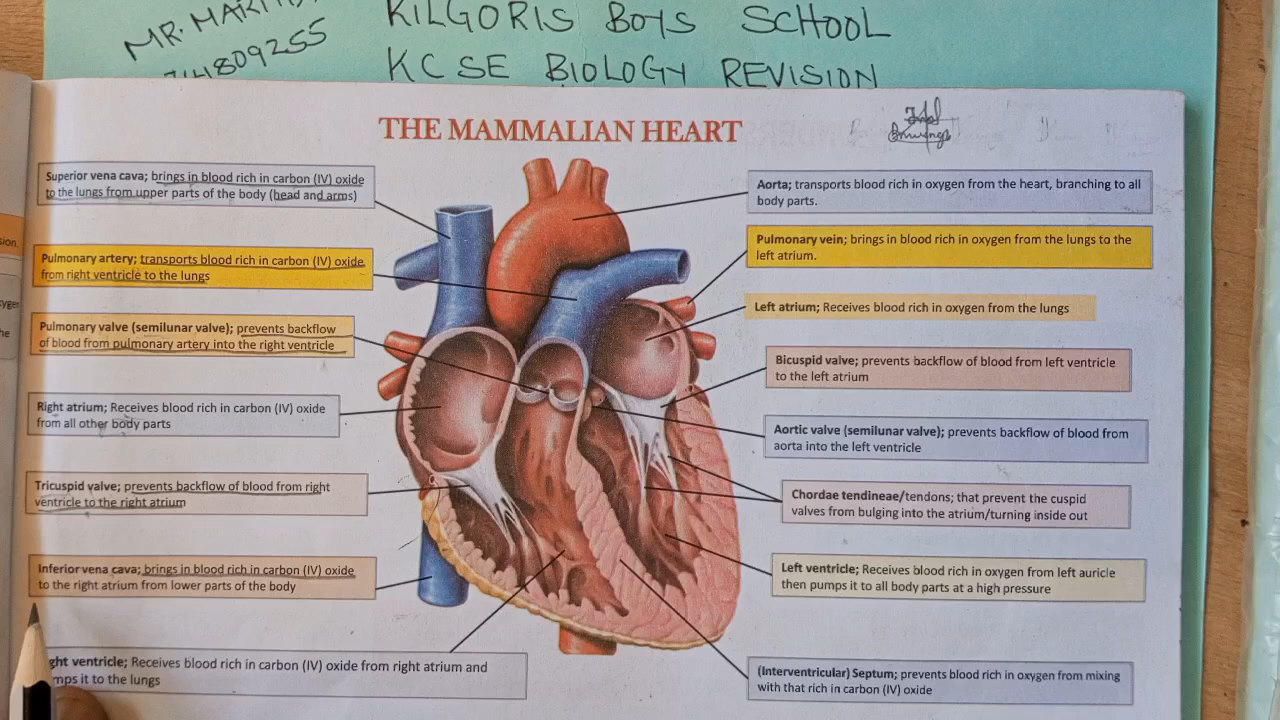 MR.
809255
KILGORIS BOYS SCHOOL
KCSE BIOLOGY REVISION
THE MAMMALIAN HEART
Superior vena cava; brings in blood rich in carbon (IV) oxide
to the lungs from upper parts of the body (head and arms)
Pulmonary artery; transports blood rich in carbon (IV) oxide
from right ventricle to the lungs
Pulmonary valve (semilunar valve); prevents backflow
of blood from pulmonary artery into the right ventricle
Right atrium; Receives blood rich in carbon (IV) oxide
from all other body parts
Tricuspid valve; prevents backflow of blood from right
ventricle to the right atrium
Inferior vena cava; brings in blood rich in carbon (IV) oxide
to the right atrium from lower parts of the body
ght ventricle; Receives blood rich in carbon (IV) oxide from right atrium and
mps it to the lungs
Aorta; transports blood rich in oxygen from the heart, branching to all
body parts.
Pulmonary vein; brings in blood rich in oxygen from the lungs to the
left atrium.
Left atrium; Receives blood rich in oxygen from the lungs
Bicuspid valve; prevents backflow of blood from left ventricle
to the left atrium
Aortic valve (semilunar valve); prevents backflow of blood from
aorta into the left ventricle
Chordae tendineae/tendons; that prevent the cuspid
valves from bulging into the atrium/turning inside out
Left ventricle; Receives blood rich in oxygen from left auricle
then pumps it to all body parts at a high pressure
(Interventricular) Septum; prevents blood rich in oxygen from mixing
with that rich in carbon (IV) oxide